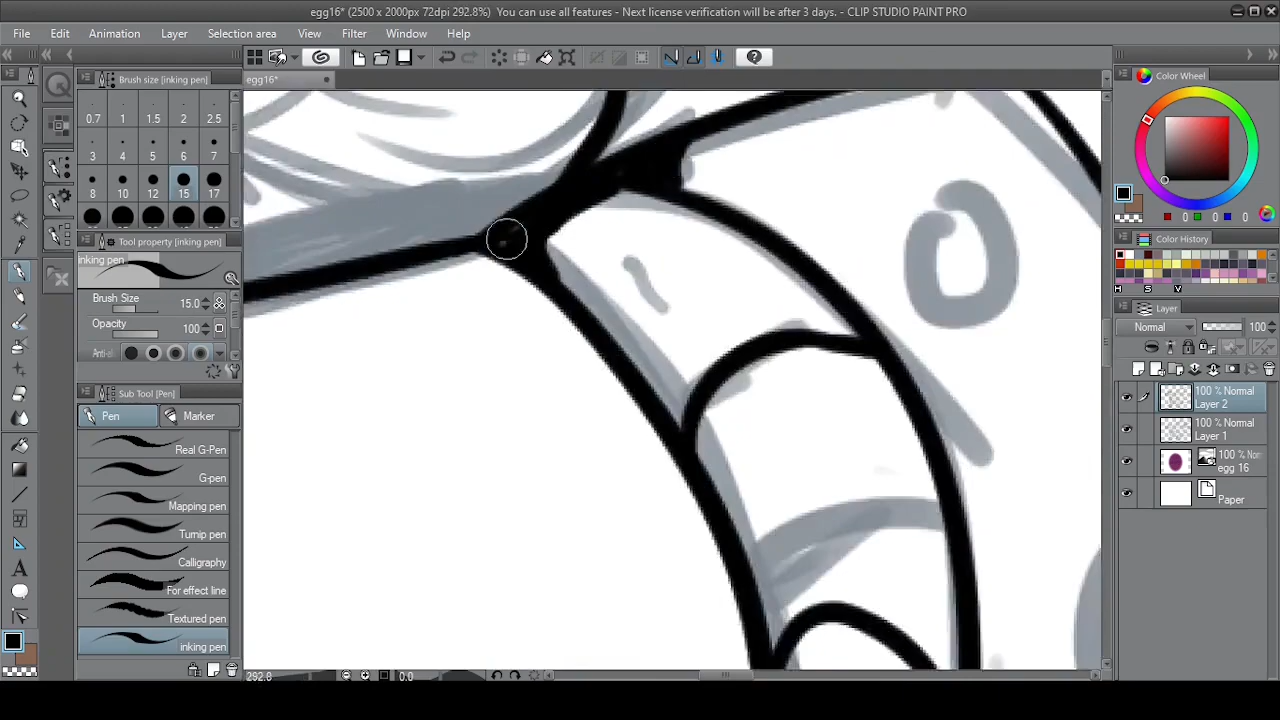 egg16* (2500 x 2000px 72dpi 292.8%)  You can use all features - Next license verification will be after 3 days. - CLIP STUDIO PAINT PRO
File Edit Animation Layer Selection area View Filter Window Help
Brush size [inking pen]
0.7 1 1.5 2 2.5
3 4 5 6 7
8 10 12 15 17
Tool property [inking pen]
inking pen
Brush Size 15.0
Opacity 100
Anti-al
Sub Tool [Pen]
Pen Marker
Real G-Pen
G-pen
Mapping pen
Turnip pen
Calligraphy
For effect line
Textured pen
inking pen
egg16*
292.8 0.0
Color Wheel
0 0 0
Color History
H S V
Layer
Normal 100
100 % Normal
Layer 2
100 % Normal
Layer 1
100 % Nor
egg 16
Paper